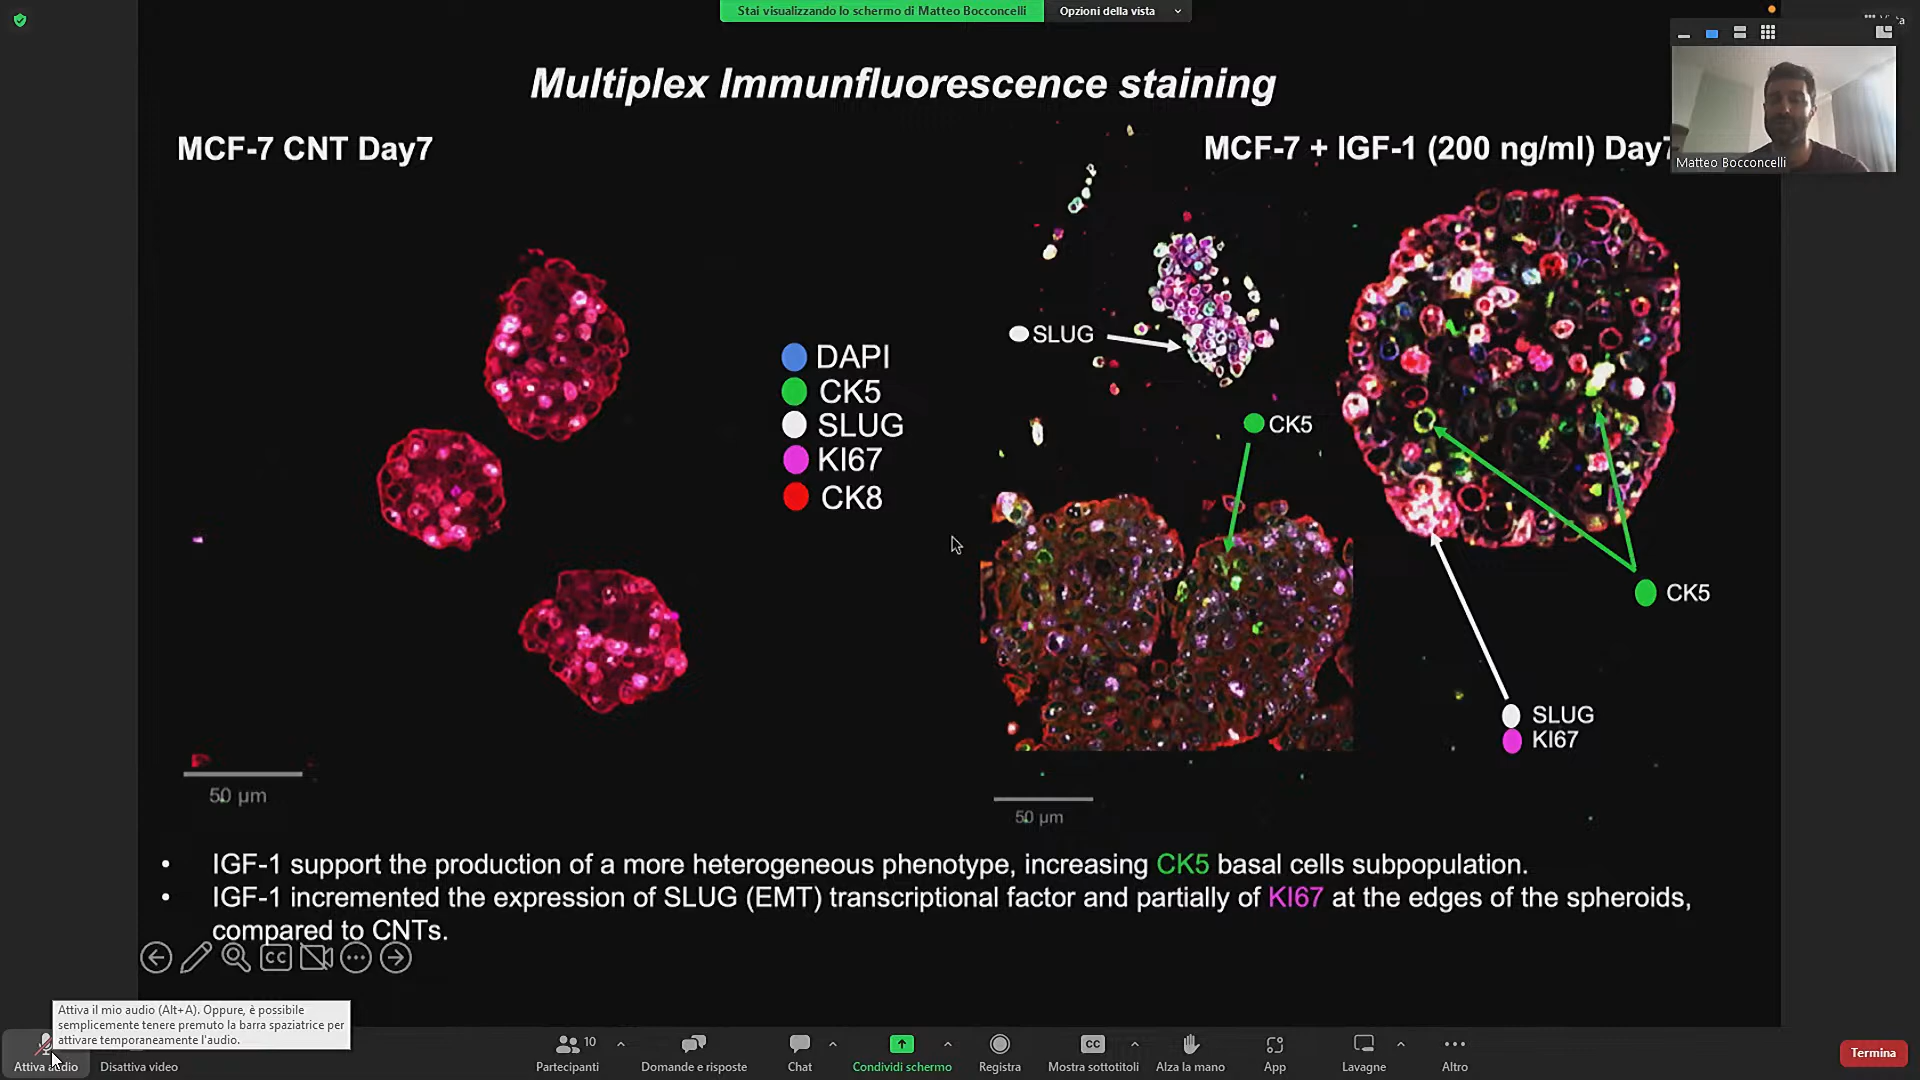 Stai visualizzando lo schermo di Matteo Bocconcelli
Opzioni della vista
Multiplex Immunfluorescence staining
MCF-7 CNT Day7
MCF-7 + IGF-1 (200 ng/ml) Day7
Matteo Bocconcelli
DAPI
CK5
SLUG
KI67
CK8
SLUG
CK5
CK5
SLUG
KI67
50 µm
50 µm
• IGF-1 support the production of a more heterogeneous phenotype, increasing CK5 basal cells subpopulation.
• IGF-1 incremented the expression of SLUG (EMT) transcriptional factor and partially of KI67 at the edges of the spheroids,
compared to CNTs.
CC
Attiva il mio audio (Alt+A). Oppure, è possibile
semplicemente tenere premuto la barra spaziatrice per
attivare temporaneamente l'audio.
Attiva audio
Disattiva video
10
Partecipanti
Domande e risposte
Chat
Condividi schermo
Registra
CC
Mostra sottotitoli
Alza la mano
App
Lavagne
Altro
Termina